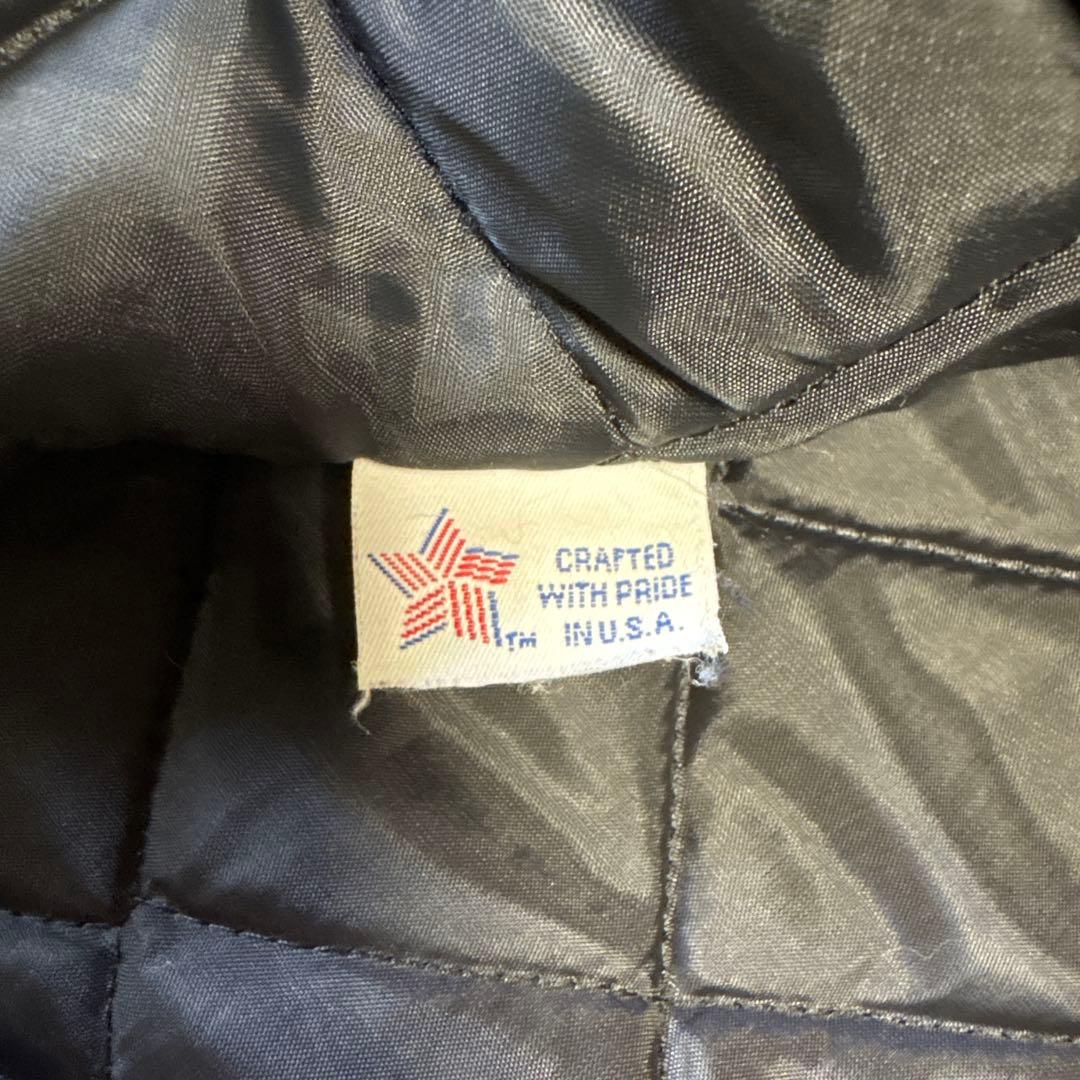 CRAFTED
WITH PRIDE
IN U.S.A.
TM